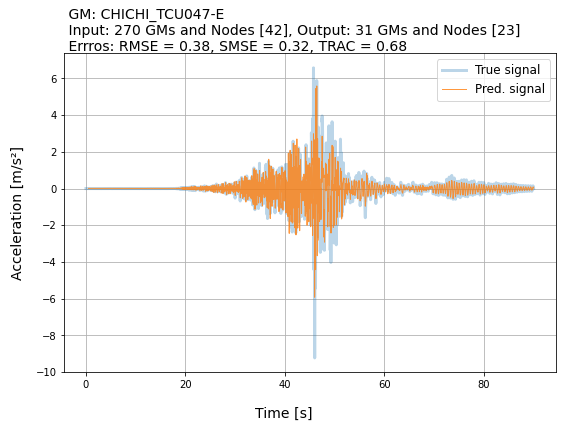 GM: CHICHI_TCU047-E
Input: 270 GMs and Nodes [42], Output: 31 GMs and Nodes [23]
Errros: RMSE = 0.38, SMSE = 0.32, TRAC = 0.68
True signal
Pred. signal
6
4
2
0
−2
−4
−6
−8
−10
Acceleration [m/s²]
0 20 40 60 80
Time [s]